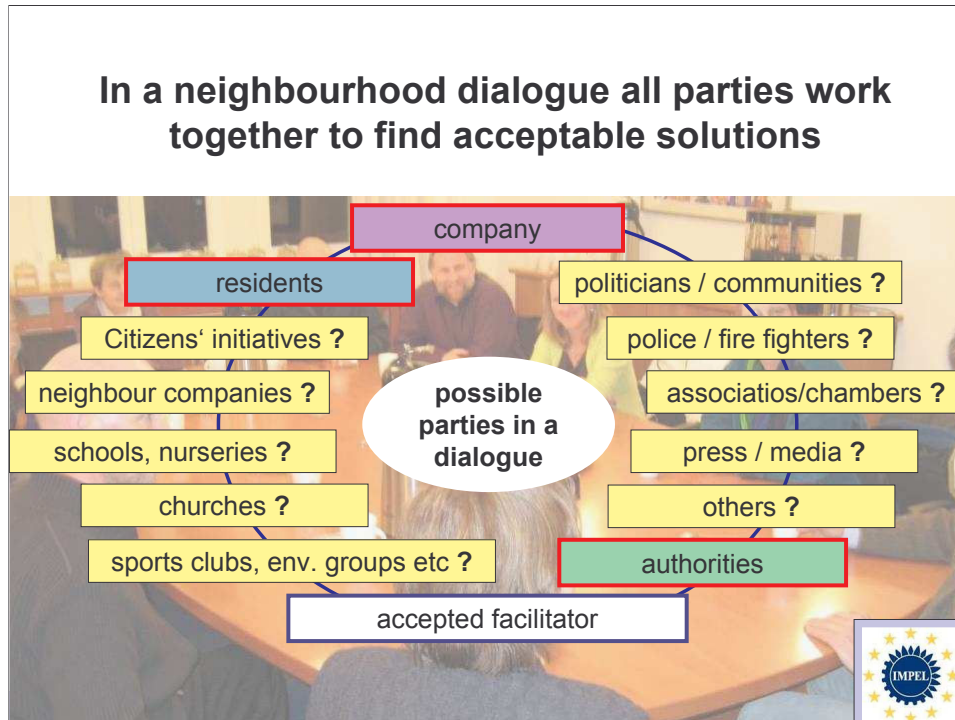 In a neighbourhood dialogue all parties work
together to find acceptable solutions
company
residents
politicians / communities ?
Citizens‘ initiatives ?
police / fire fighters ?
neighbour companies ?
possible
parties in a
dialogue
associatios/chambers ?
schools, nurseries ?
press / media ?
churches ?
others ?
sports clubs, env. groups etc ?
authorities
accepted facilitator
IMPEL